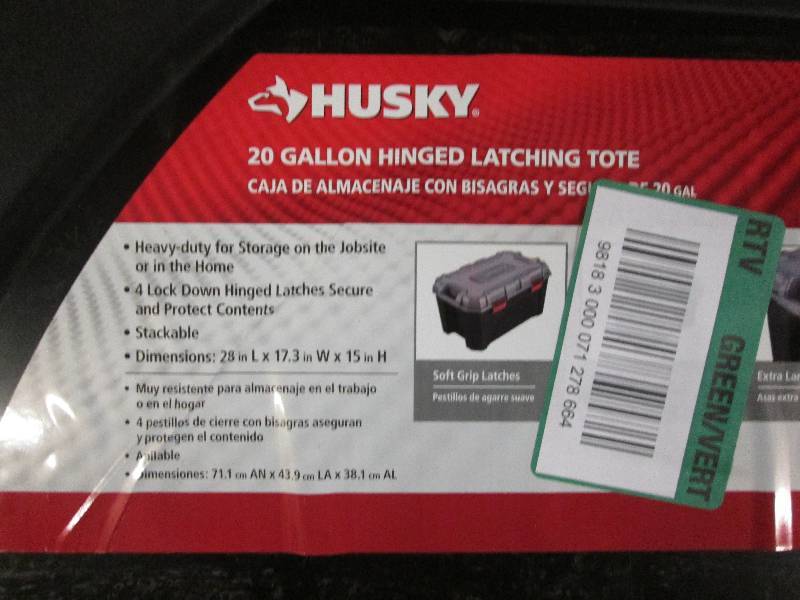 HUSKY
20 GALLON HINGED LATCHING TOTE
CAJA DE ALMACENAJE CON BISAGRAS Y DE 20 GAL
• Heavy-duty for Storage on the Jobsite
or in the Home
• 4 Lock Down Hinged Latches Secure
and Protect Contents
• Stackable
• Dimensions: 28 in L x 17.3 in W x 15 in H
• Muy resistente para almacenaje en el trabajo
o en el hogar
• 4 pestillos de cierre con bisagras aseguran
y protegen el contenido
• Apilable
• Dimensiones: 71.1 cm AN x 43.9 cm LA x 38.1 cm AL
Soft Grip Latches
Pestillos de agarre suave
9818 3 000 071 278 664
RTV GREEN/VERT
Extra
Asas extra